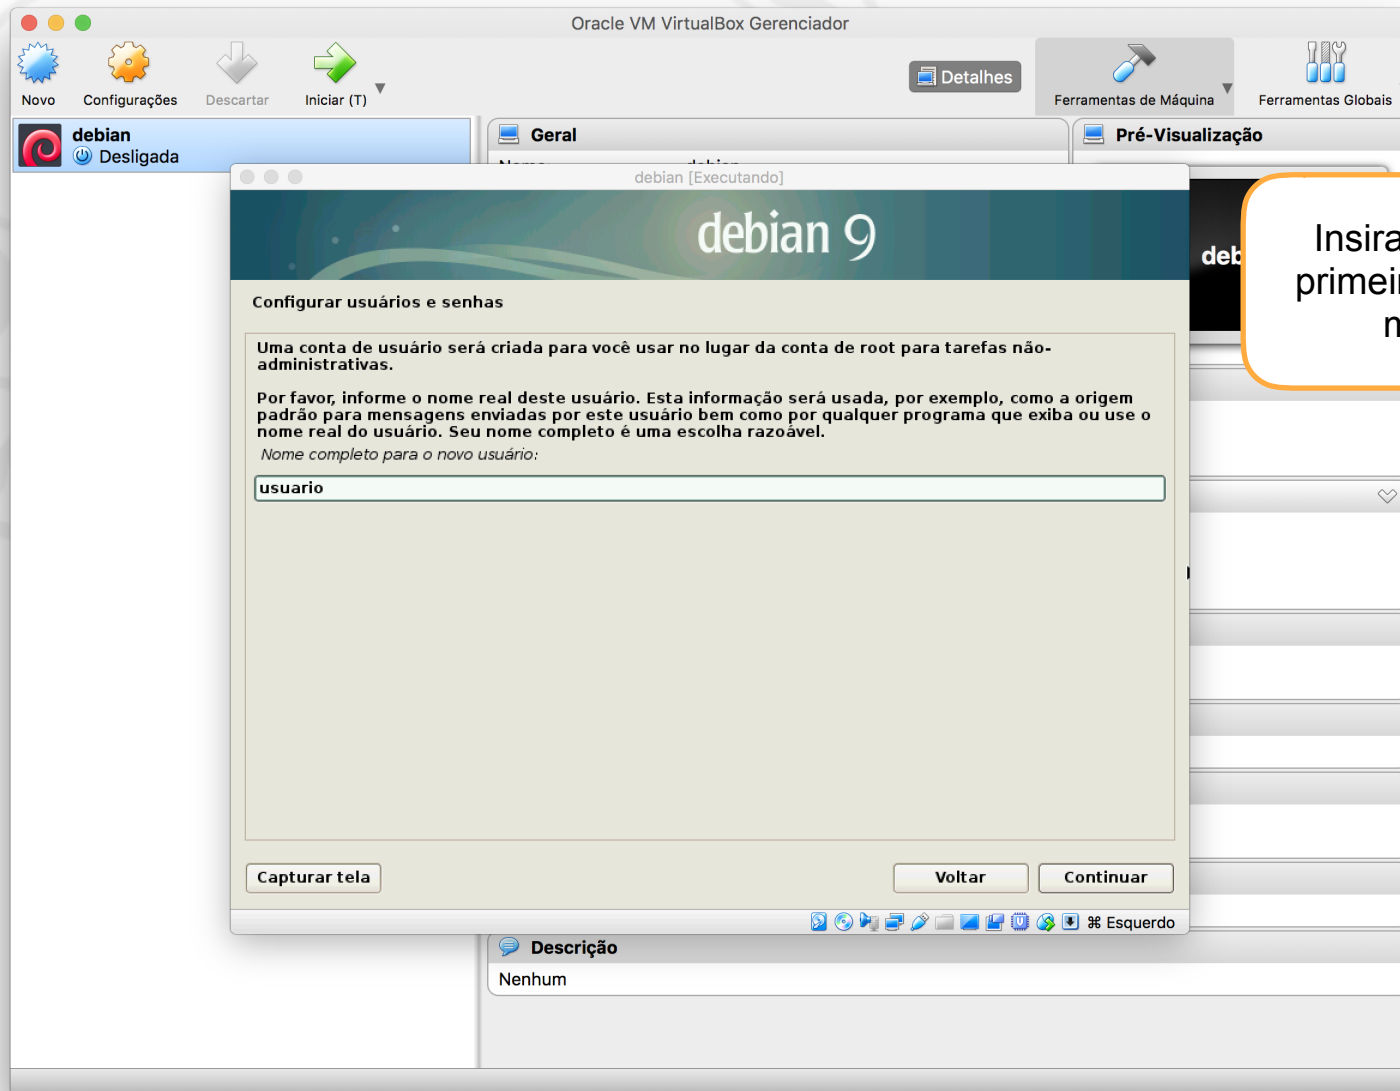 Oracle VM VirtualBox Gerenciador
Novo
Configurações
Descartar
Iniciar (T)
Detalhes
Ferramentas de Máquina
Ferramentas Globais
debian
Desligada
Geral
Pré-Visualização
debian [Executando]
debian 9
Configurar usuários e senhas
Uma conta de usuário será criada para você usar no lugar da conta de root para tarefas não-
administrativas.
Por favor, informe o nome real deste usuário. Esta informação será usada, por exemplo, como a origem
padrão para mensagens enviadas por este usuário bem como por qualquer programa que exiba ou use o
nome real do usuário. Seu nome completo é uma escolha razoável.
Nome completo para o novo usuário:
usuario
Capturar tela
Voltar
Continuar
⌘ Esquerdo
deb
Insira
primeir
Descrição
Nenhum